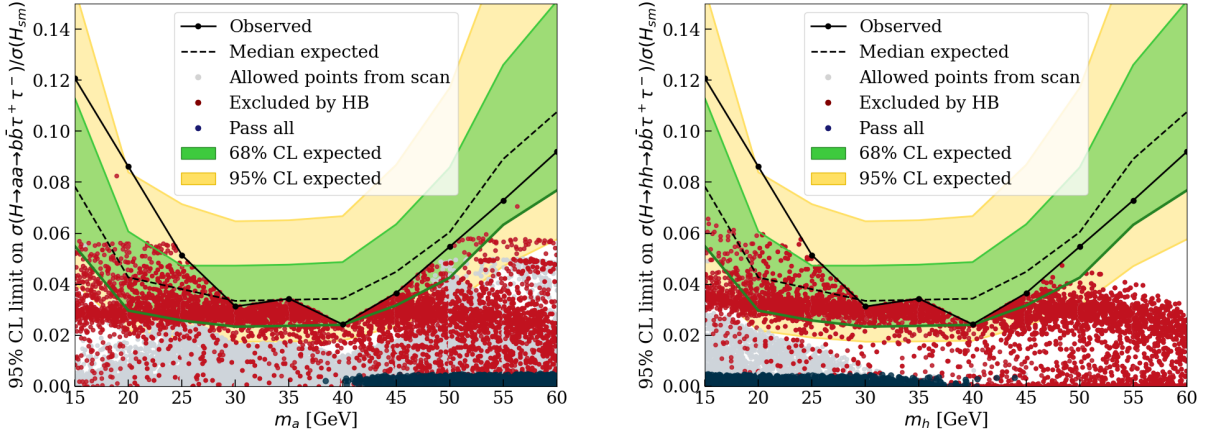 95% CL limit on σ(H→aa→bb̄τ⁺τ⁻)/σ(H_sm)
0.14
0.12
0.10
0.08
0.06
0.04
0.02
0.00
Observed
Median expected
Allowed points from scan
Excluded by HB
Pass all
68% CL expected
95% CL expected
15 20 25 30 35 40 45 50 55 60
m_a [GeV]
95% CL limit on σ(H→hh→bb̄τ⁺τ⁻)/σ(H_sm)
0.14
0.12
0.10
0.08
0.06
0.04
0.02
0.00
Observed
Median expected
Allowed points from scan
Excluded by HB
Pass all
68% CL expected
95% CL expected
15 20 25 30 35 40 45 50 55 60
m_h [GeV]